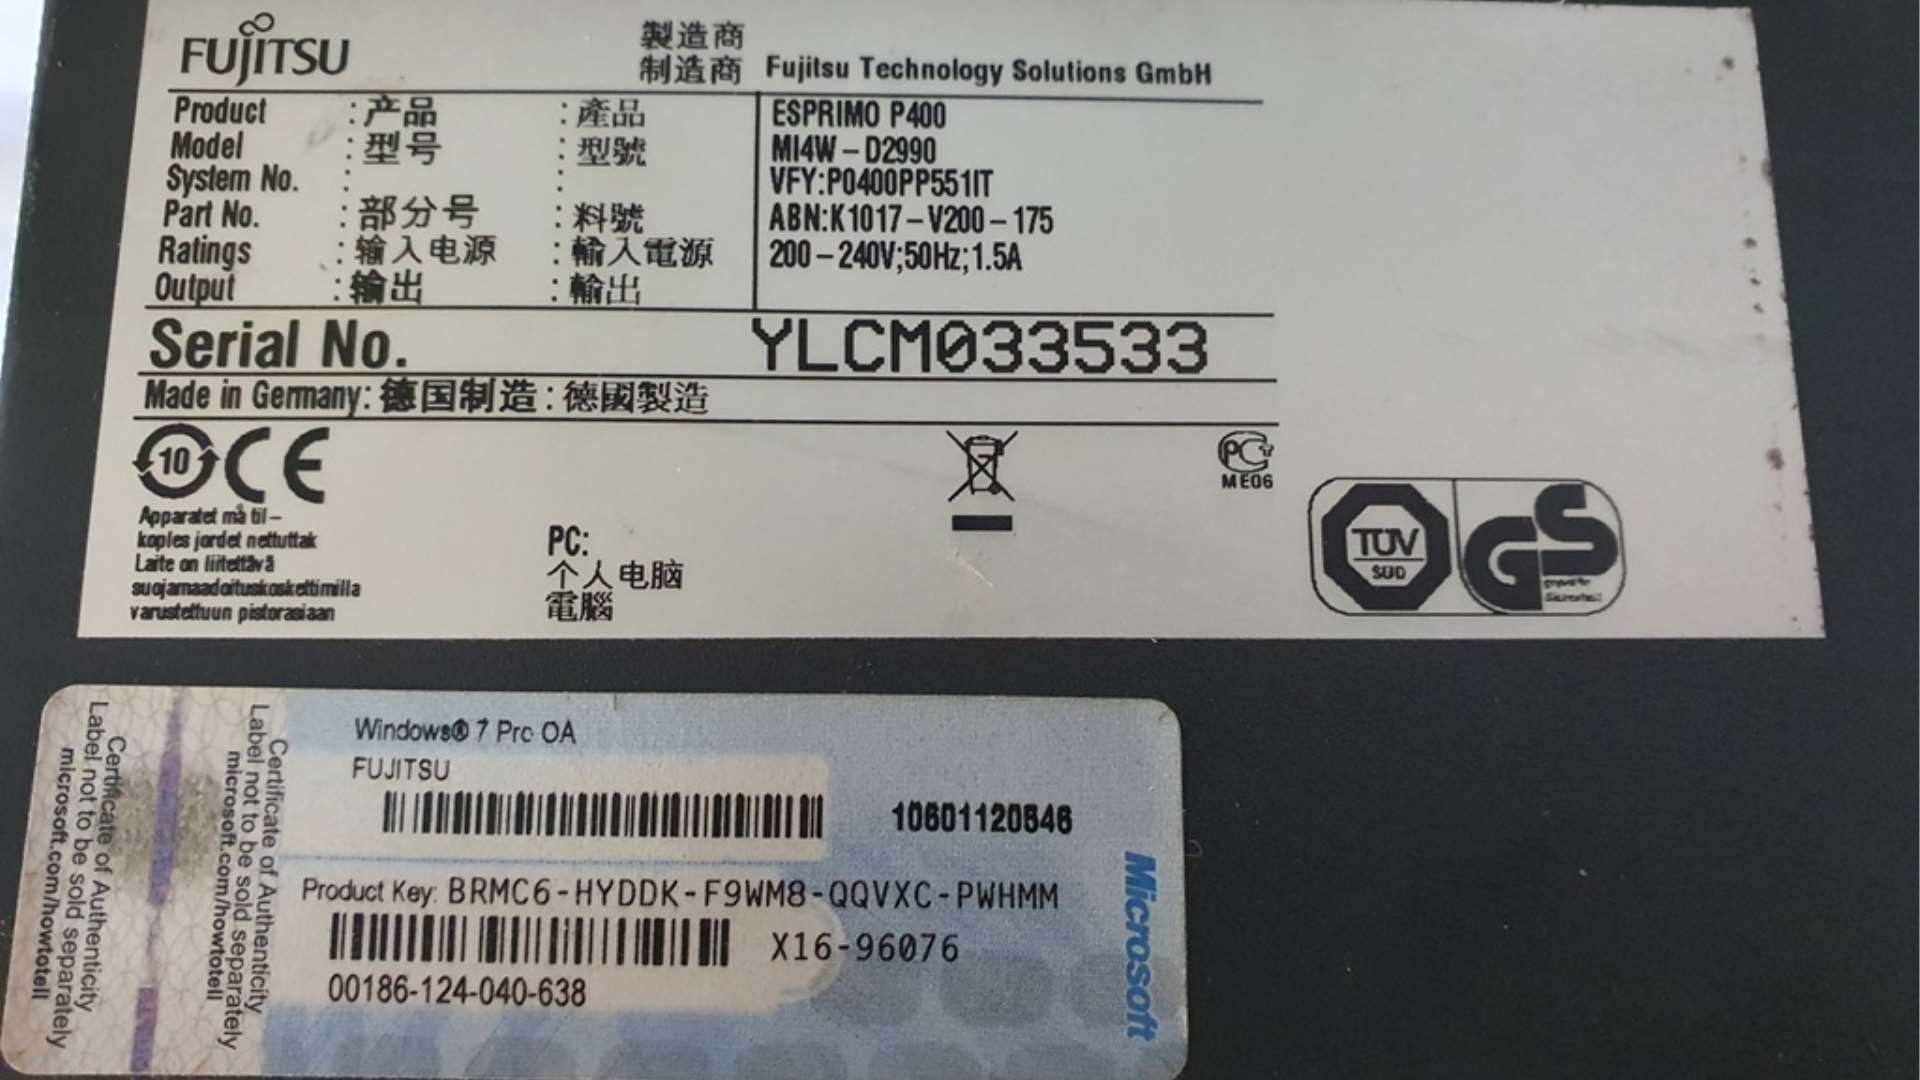 FUJITSU
製造商
制造商 Fujitsu Technology Solutions GmbH
Product : 产品 : 產品 ESPRIMO P400
Model : 型号 : 型號 MI4W – D2990
System No. : : VFY:P0400PP551IT
Part No. : 部分号 : 料號 ABN:K1017 – V200 – 175
Ratings : 输入电源 : 輸入電源 200 – 240V;50Hz;1.5A
Output : 输出 : 輸出
Serial No. YLCM033533
Made in Germany: 德国制造 : 德國製造
10 CE
PC ME06
Apparatet må til –
koples jordet nettuttak
Laite on liitettävä
suojamaadoituskoskettimilla
varustettuun pistorasiaan
PC:
个人电脑
電腦
TÜV
SÜD
GS
geprüfte
Sicherheit
Certificate of Authenticity
Label not to be sold separately
microsoft.com/howtotell
Certificate of Authenticity
Label not to be sold separately
microsoft.com/howtotell
Windows® 7 Pro OA
FUJITSU
10601120546
Product Key: BRMC6-HYDDK-F9WM8-QQVXC-PWHMM
X16-96076
00186-124-040-638
Microsoft